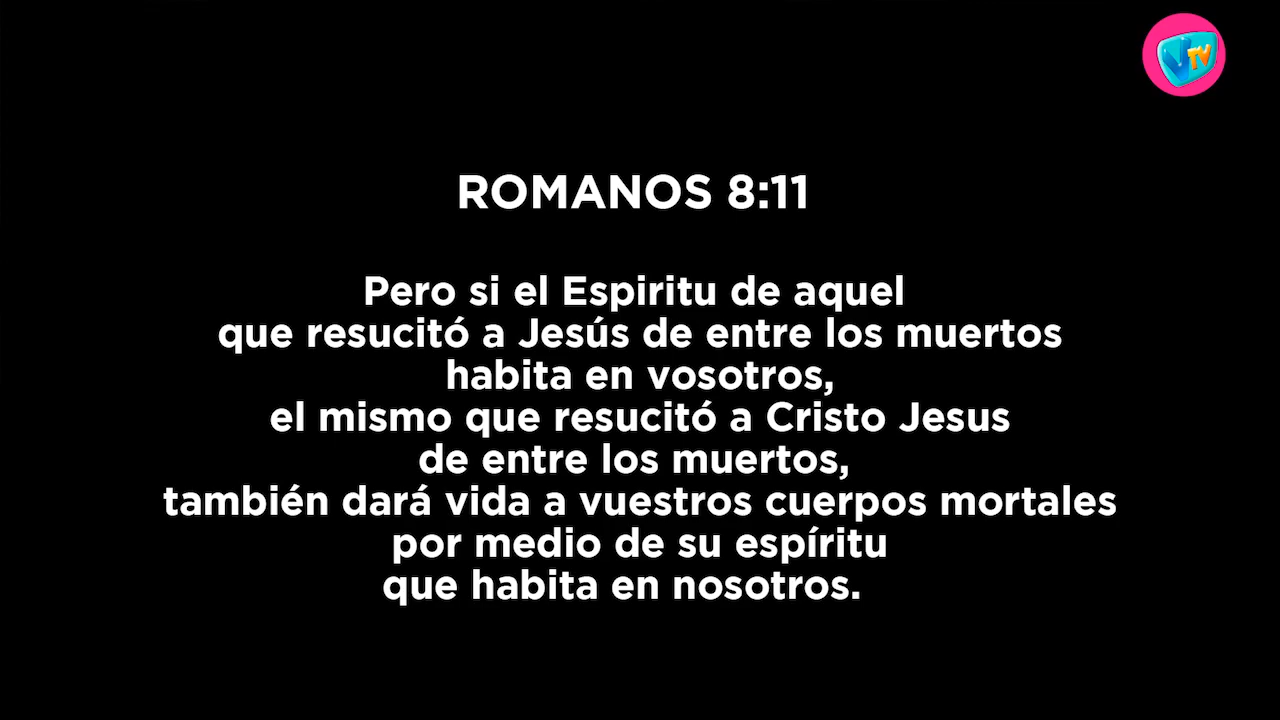 TV
ROMANOS 8:11
Pero si el Espiritu de aquel
que resucitó a Jesús de entre los muertos
habita en vosotros,
el mismo que resucitó a Cristo Jesus
de entre los muertos,
también dará vida a vuestros cuerpos mortales
por medio de su espíritu
que habita en nosotros.